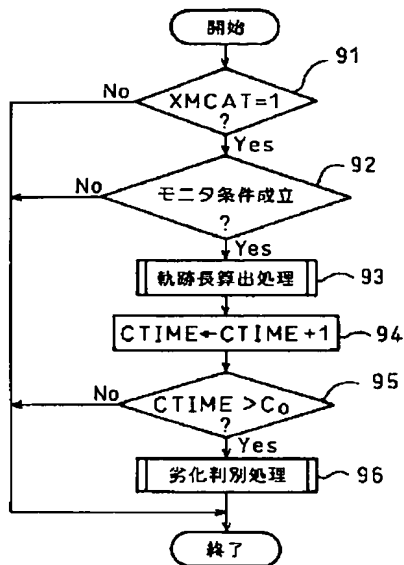 開始
91
XMCAT=1
?
No
Yes
92
モニタ条件成立
?
No
Yes
軌跡長算出処理
93
CTIME←CTIME+1
94
95
CTIME>C₀
?
No
Yes
劣化判別処理
96
終了